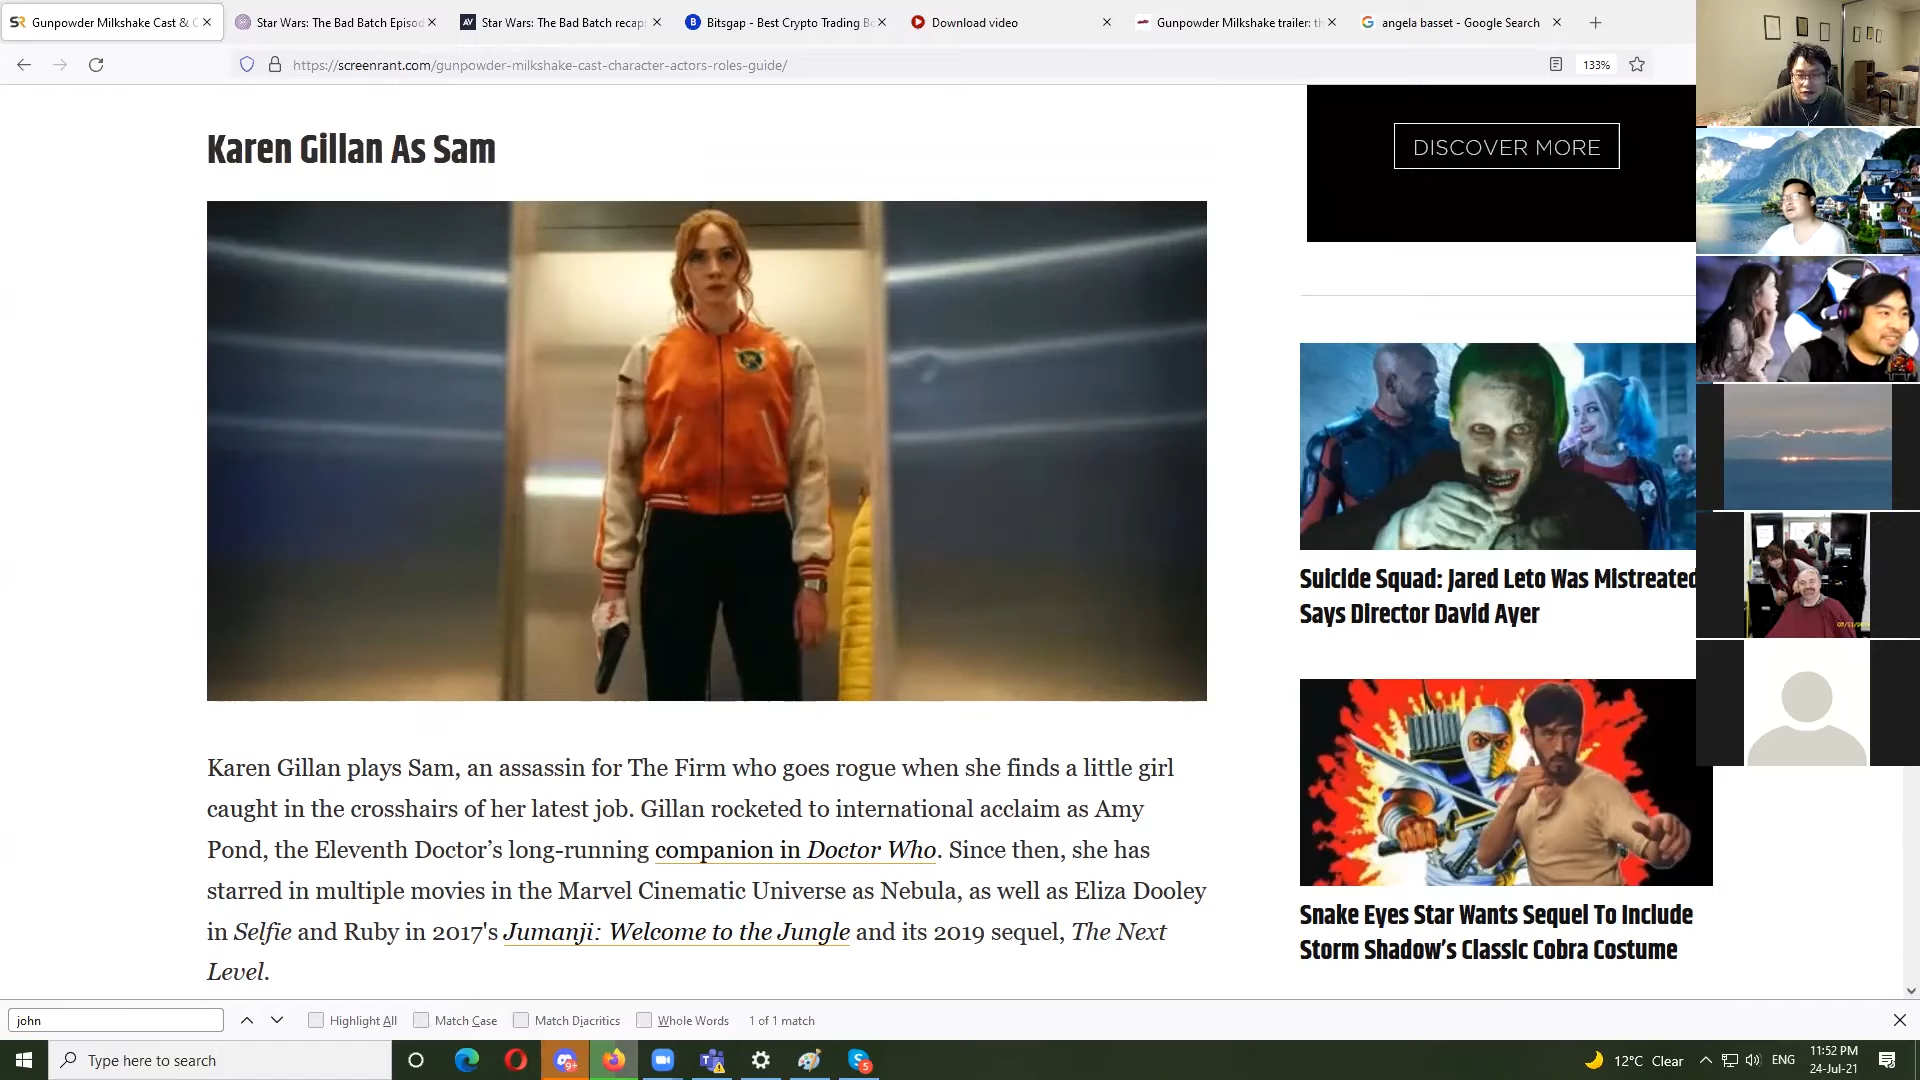 Gunpowder Milkshake Cast & C
Star Wars: The Bad Batch Episod
AV
Star Wars: The Bad Batch recap:
B
Bitsgap - Best Crypto Trading Bo
Download video
Gunpowder Milkshake trailer: th
angela basset - Google Search
https://screenrant.com/gunpowder-milkshake-cast-character-actors-roles-guide/
133%
Karen Gillan As Sam
DISCOVER MORE
Karen Gillan plays Sam, an assassin for The Firm who goes rogue when she finds a little girl
caught in the crosshairs of her latest job. Gillan rocketed to international acclaim as Amy
Pond, the Eleventh Doctor’s long-running companion in Doctor Who. Since then, she has
starred in multiple movies in the Marvel Cinematic Universe as Nebula, as well as Eliza Dooley
in Selfie and Ruby in 2017's Jumanji: Welcome to the Jungle and its 2019 sequel, The Next
Level.
Suicide Squad: Jared Leto Was Mistreated
Says Director David Ayer
Snake Eyes Star Wants Sequel To Include
Storm Shadow’s Classic Cobra Costume
john
Highlight All
Match Case
Match Diacritics
Whole Words
1 of 1 match
Type here to search
9+
5
12°C Clear
ENG
11:52 PM
24-Jul-21